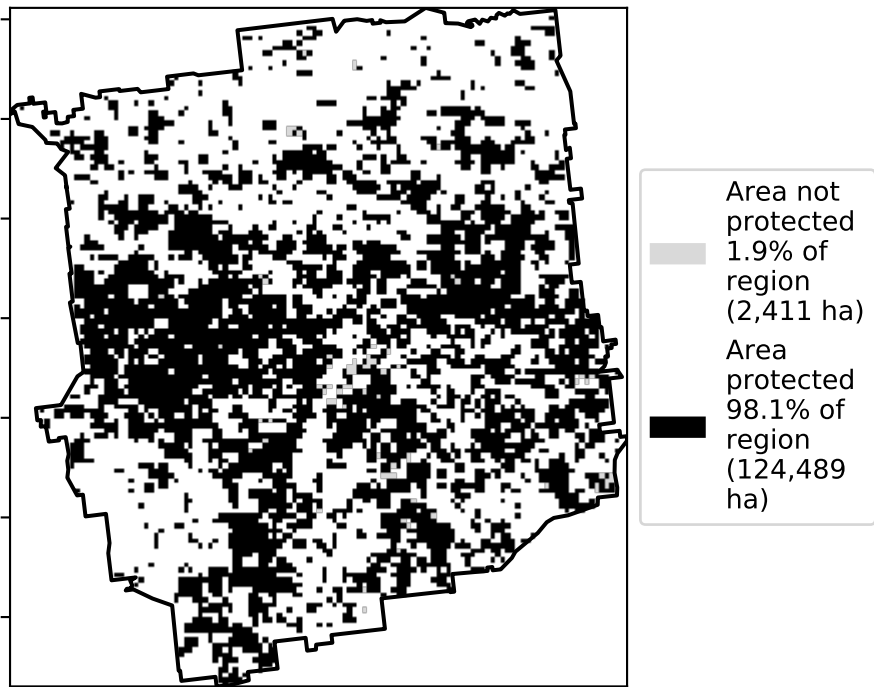 Area not
protected
1.9% of
region
(2,411 ha)
Area
protected
98.1% of
region
(124,489
ha)